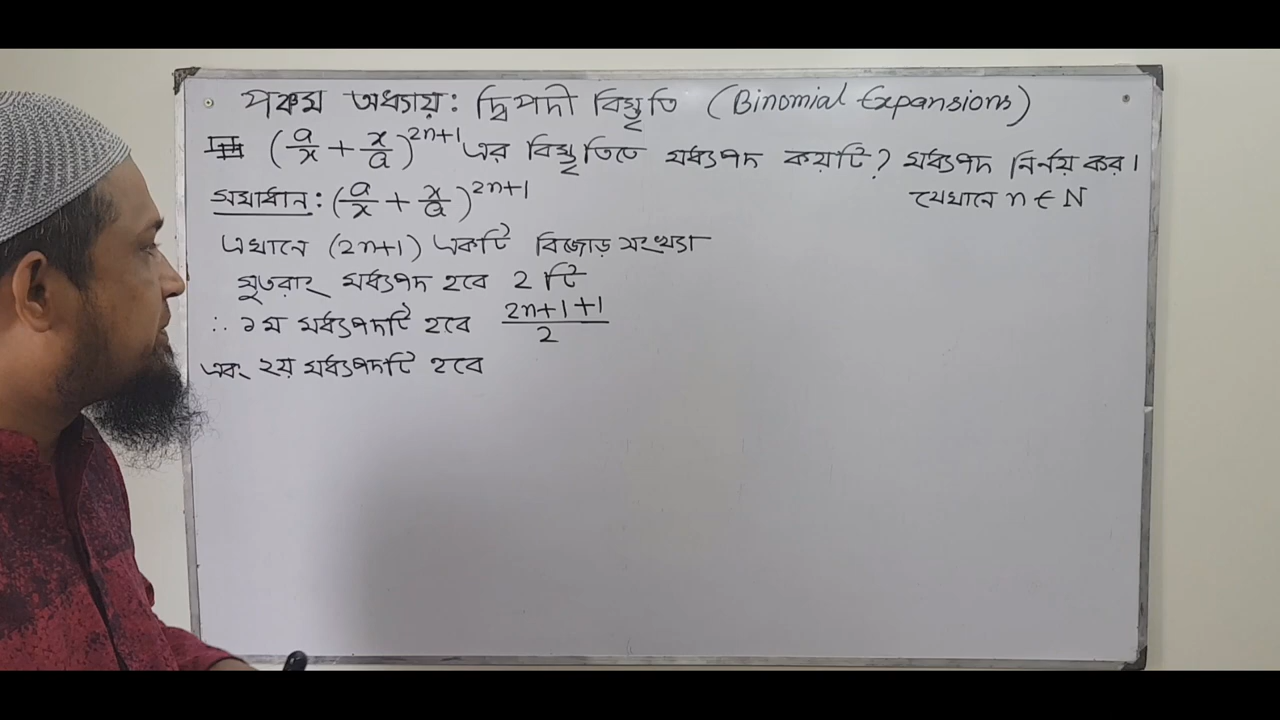 পঞ্চম অধ্যায়: দ্বিপদী বিস্তৃতি (Binomial Expansions)
(a/x + x/a)^2n+1 এর বিস্তৃতিতে মধ্যপদ কয়টি? মধ্যপদ নির্নয় কর।
যেখানে n ∈ N
সমাধান: (a/x + x/a)^2n+1
এখানে (2n+1) একটি বিজোড় সংখ্যা
সুতরাং মধ্যপদ হবে 2 টি
∴ ১ম মধ্যপদটি হবে (2n+1+1)/2
এবং ২য় মধ্যপদটি হবে